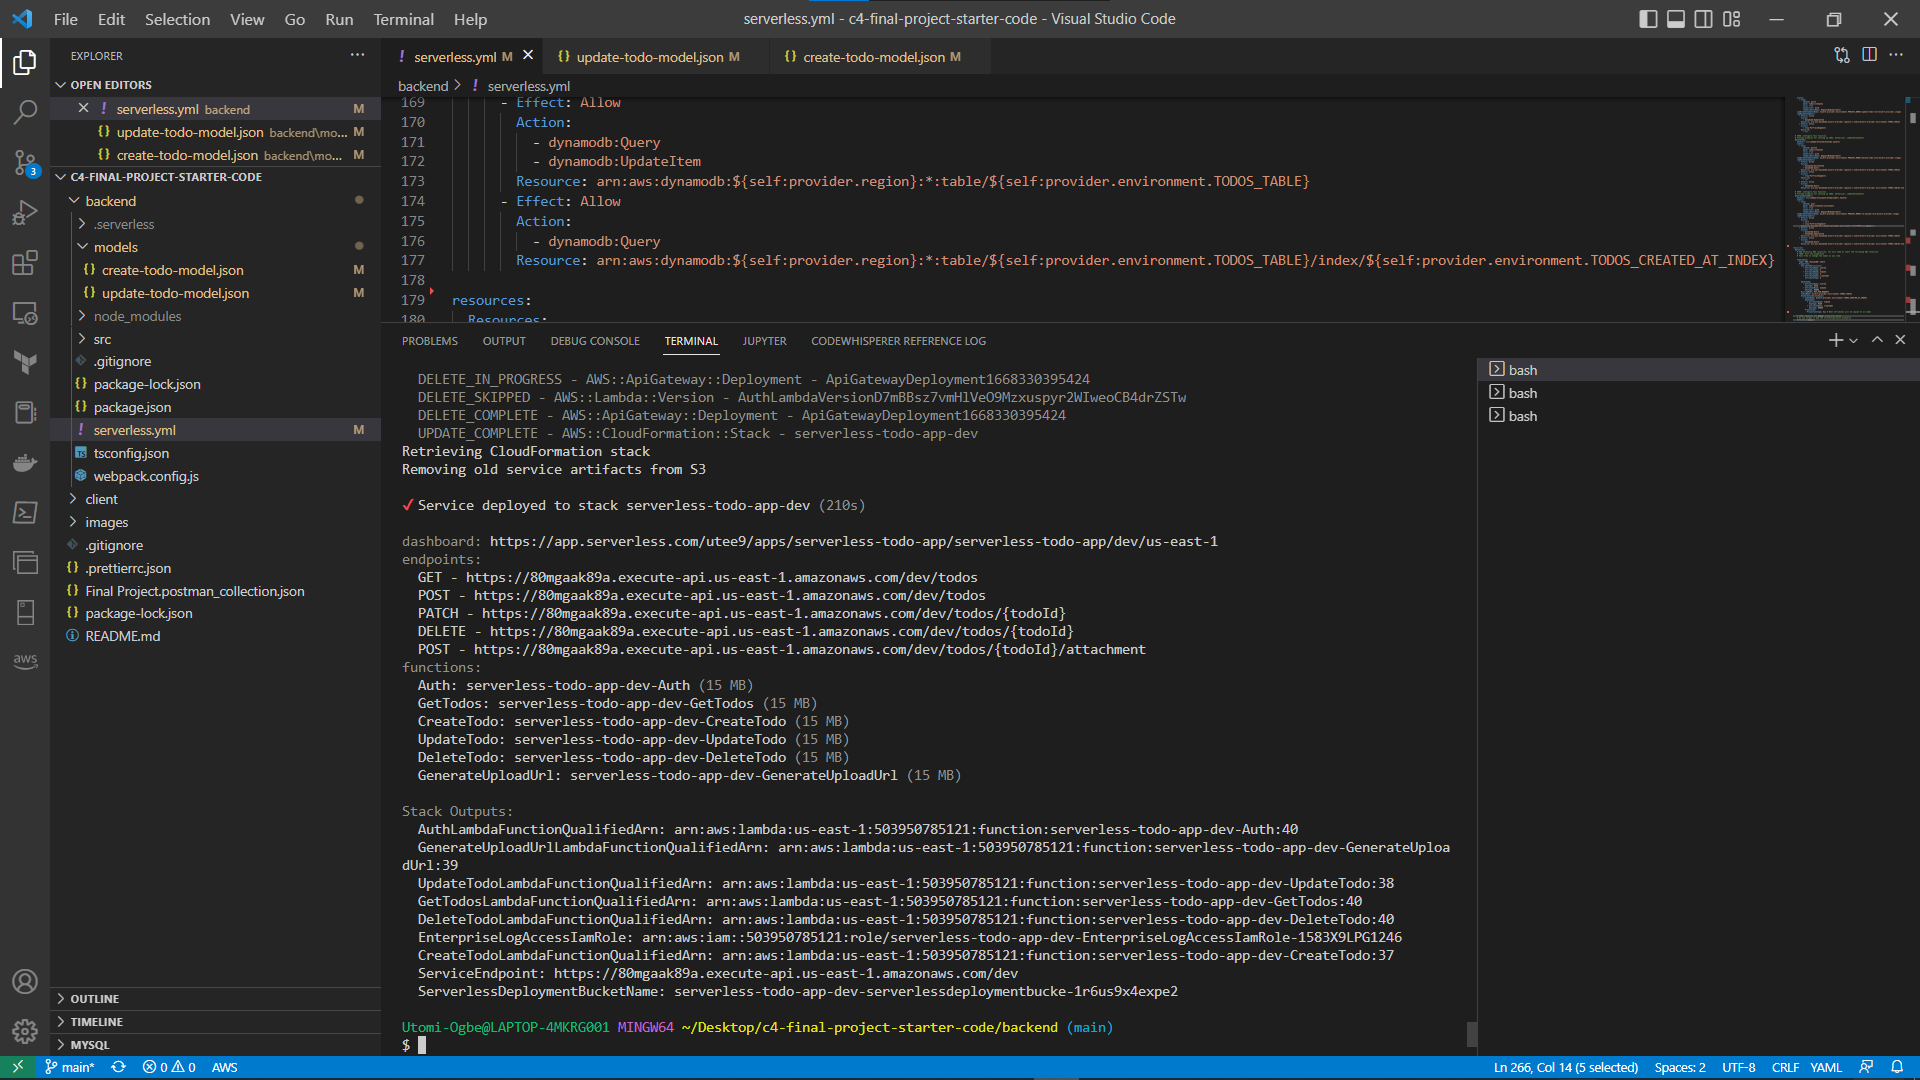 File Edit Selection View Go Run Terminal Help
serverless.yml - c4-final-project-starter-code - Visual Studio Code
EXPLORER
OPEN EDITORS
serverless.yml backend M
update-todo-model.json backend\mo... M
create-todo-model.json backend\mo... M
3
C4-FINAL-PROJECT-STARTER-CODE
backend
.serverless
models
create-todo-model.json M
update-todo-model.json M
node_modules
src
.gitignore
package-lock.json
package.json
serverless.yml M
tsconfig.json
webpack.config.js
client
images
.gitignore
.prettierrc.json
Final Project.postman_collection.json
package-lock.json
README.md
aws
OUTLINE
TIMELINE
MYSQL
serverless.yml M
update-todo-model.json M
create-todo-model.json M
backend > ! serverless.yml
169 - Effect: Allow
170 Action:
171 - dynamodb:Query
172 - dynamodb:UpdateItem
173 Resource: arn:aws:dynamodb:${self:provider.region}:*:table/${self:provider.environment.TODOS_TABLE}
174 - Effect: Allow
175 Action:
176 - dynamodb:Query
177 Resource: arn:aws:dynamodb:${self:provider.region}:*:table/${self:provider.environment.TODOS_TABLE}/index/${self:provider.environment.TODOS_CREATED_AT_INDEX}
178
179 resources:
180 Resources:
PROBLEMS OUTPUT DEBUG CONSOLE TERMINAL JUPYTER CODEWHISPERER REFERENCE LOG
DELETE_IN_PROGRESS - AWS::ApiGateway::Deployment - ApiGatewayDeployment1668330395424
DELETE_SKIPPED - AWS::Lambda::Version - AuthLambdaVersionD7mBBsz7vmHlVeO9Mzxuspyr2WIweoCB4drZSTw
DELETE_COMPLETE - AWS::ApiGateway::Deployment - ApiGatewayDeployment1668330395424
UPDATE_COMPLETE - AWS::CloudFormation::Stack - serverless-todo-app-dev
Retrieving CloudFormation stack
Removing old service artifacts from S3
✓ Service deployed to stack serverless-todo-app-dev (210s)
dashboard: https://app.serverless.com/utee9/apps/serverless-todo-app/serverless-todo-app/dev/us-east-1
endpoints:
GET - https://80mgaak89a.execute-api.us-east-1.amazonaws.com/dev/todos
POST - https://80mgaak89a.execute-api.us-east-1.amazonaws.com/dev/todos
PATCH - https://80mgaak89a.execute-api.us-east-1.amazonaws.com/dev/todos/{todoId}
DELETE - https://80mgaak89a.execute-api.us-east-1.amazonaws.com/dev/todos/{todoId}
POST - https://80mgaak89a.execute-api.us-east-1.amazonaws.com/dev/todos/{todoId}/attachment
functions:
Auth: serverless-todo-app-dev-Auth (15 MB)
GetTodos: serverless-todo-app-dev-GetTodos (15 MB)
CreateTodo: serverless-todo-app-dev-CreateTodo (15 MB)
UpdateTodo: serverless-todo-app-dev-UpdateTodo (15 MB)
DeleteTodo: serverless-todo-app-dev-DeleteTodo (15 MB)
GenerateUploadUrl: serverless-todo-app-dev-GenerateUploadUrl (15 MB)
Stack Outputs:
AuthLambdaFunctionQualifiedArn: arn:aws:lambda:us-east-1:503950785121:function:serverless-todo-app-dev-Auth:40
GenerateUploadUrlLambdaFunctionQualifiedArn: arn:aws:lambda:us-east-1:503950785121:function:serverless-todo-app-dev-GenerateUploa
dUrl:39
UpdateTodoLambdaFunctionQualifiedArn: arn:aws:lambda:us-east-1:503950785121:function:serverless-todo-app-dev-UpdateTodo:38
GetTodosLambdaFunctionQualifiedArn: arn:aws:lambda:us-east-1:503950785121:function:serverless-todo-app-dev-GetTodos:40
DeleteTodoLambdaFunctionQualifiedArn: arn:aws:lambda:us-east-1:503950785121:function:serverless-todo-app-dev-DeleteTodo:40
EnterpriseLogAccessIamRole: arn:aws:iam::503950785121:role/serverless-todo-app-dev-EnterpriseLogAccessIamRole-1583X9LPG1246
CreateTodoLambdaFunctionQualifiedArn: arn:aws:lambda:us-east-1:503950785121:function:serverless-todo-app-dev-CreateTodo:37
ServiceEndpoint: https://80mgaak89a.execute-api.us-east-1.amazonaws.com/dev
ServerlessDeploymentBucketName: serverless-todo-app-dev-serverlessdeploymentbucke-1r6us9x4expe2
Utomi-Ogbe@LAPTOP-4MKRG001 MINGW64 ~/Desktop/c4-final-project-starter-code/backend (main)
$
bash
bash
bash
main* 0 0 AWS
Ln 266, Col 14 (5 selected) Spaces: 2 UTF-8 CRLF YAML